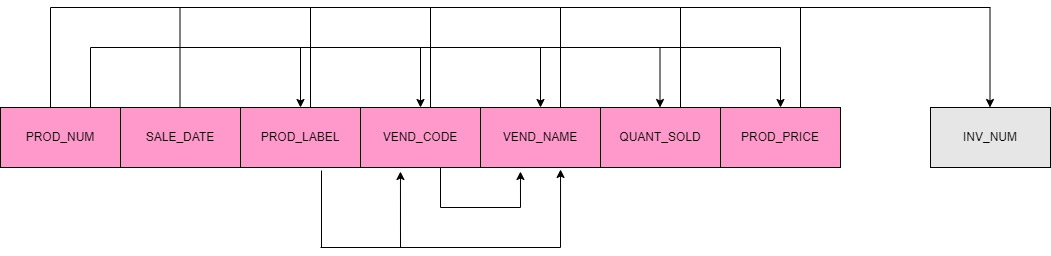 PROD_NUM
SALE_DATE
PROD_LABEL
VEND_CODE
VEND_NAME
QUANT_SOLD
PROD_PRICE
INV_NUM